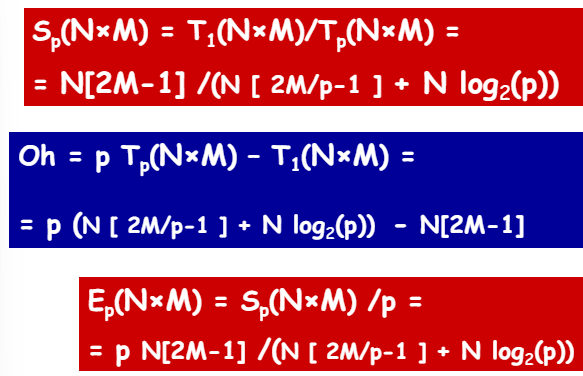 Sₚ(N×M) = T₁(N×M)/Tₚ(N×M) =
= N[2M-1] /(N [ 2M/p-1 ] + N log₂(p))
Oh = p Tₚ(N×M) - T₁(N×M) =
= p (N [ 2M/p-1 ] + N log₂(p)) - N[2M-1]
Eₚ(N×M) = Sₚ(N×M) /p =
= p N[2M-1] /(N [ 2M/p-1 ] + N log₂(p))